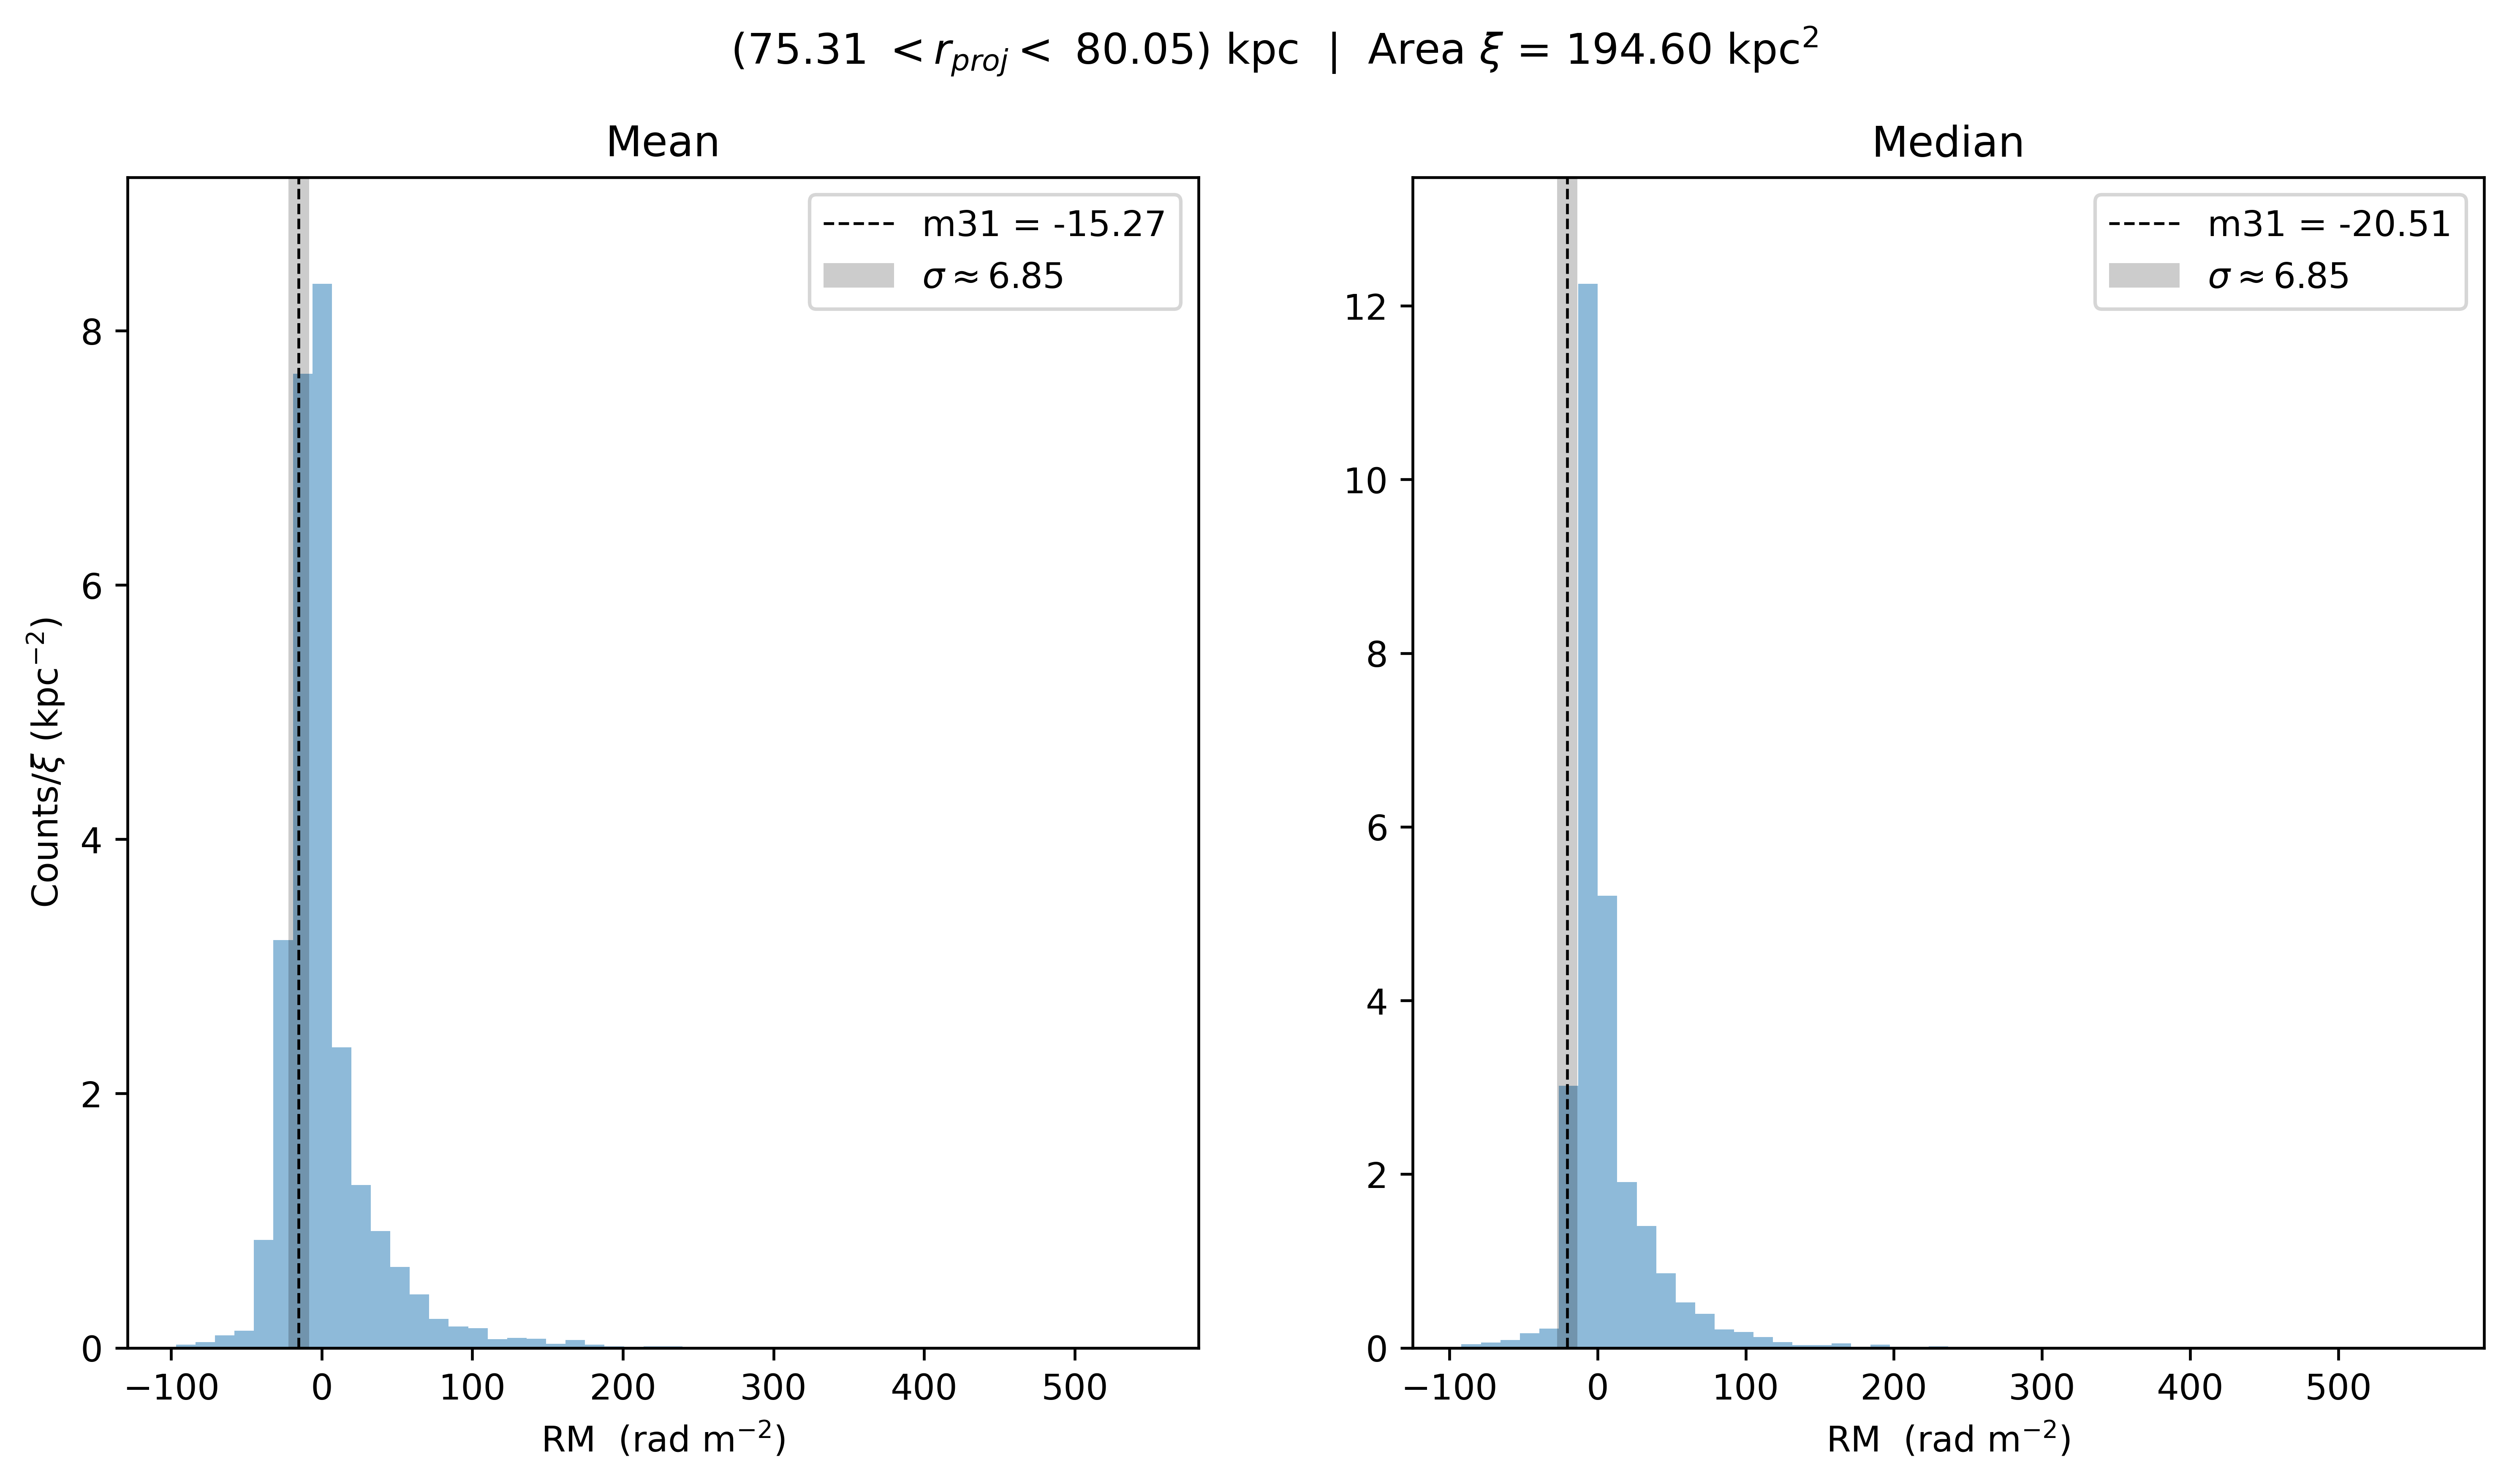 (75.31 < r_proj < 80.05) kpc | Area ξ = 194.60 kpc²
Mean
m31 = -15.27
σ ≈ 6.85
8
6
4
2
0
Counts/ξ (kpc⁻²)
−100 0 100 200 300 400 500
RM (rad m⁻²)
Median
m31 = -20.51
σ ≈ 6.85
12
10
8
6
4
2
0
−100 0 100 200 300 400 500
RM (rad m⁻²)